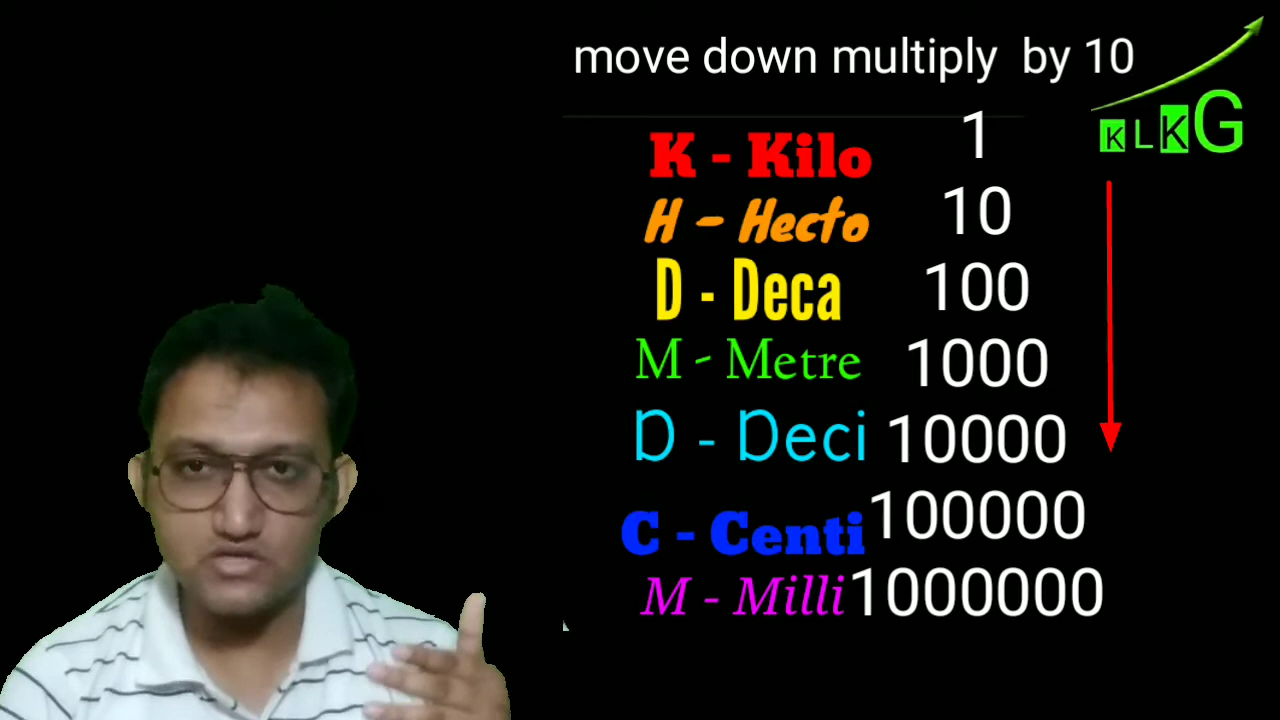 move down multiply by 10
K L K G
K - Kilo 1
H - Hecto 10
D - Deca 100
M - Metre 1000
D - Deci 10000
C - Centi 100000
M - Milli 1000000